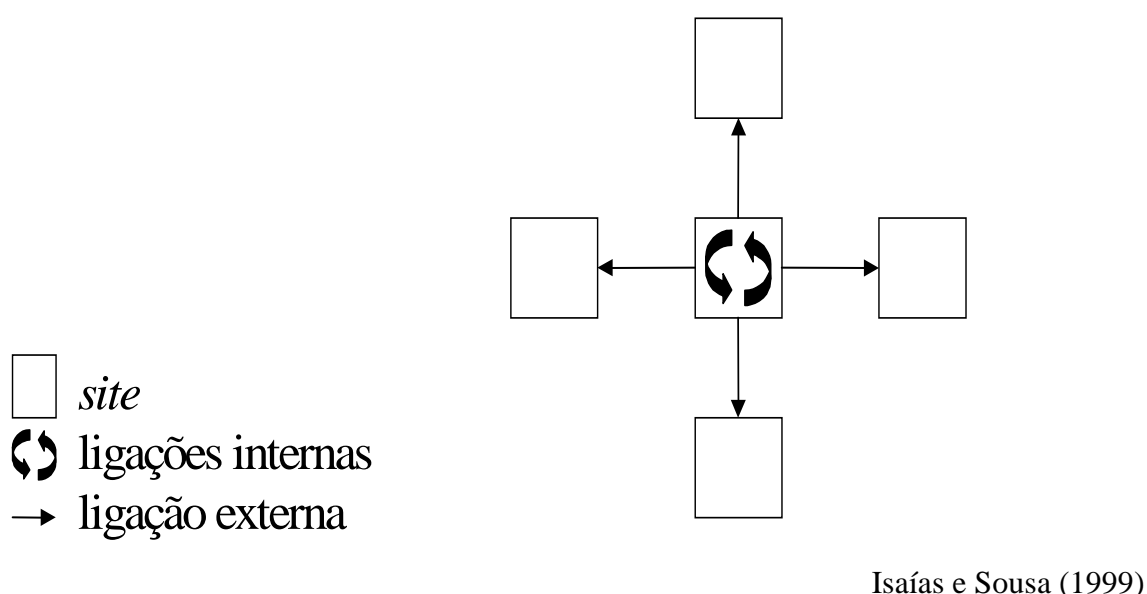 site
ligações internas
ligação externa
Isaías e Sousa (1999)